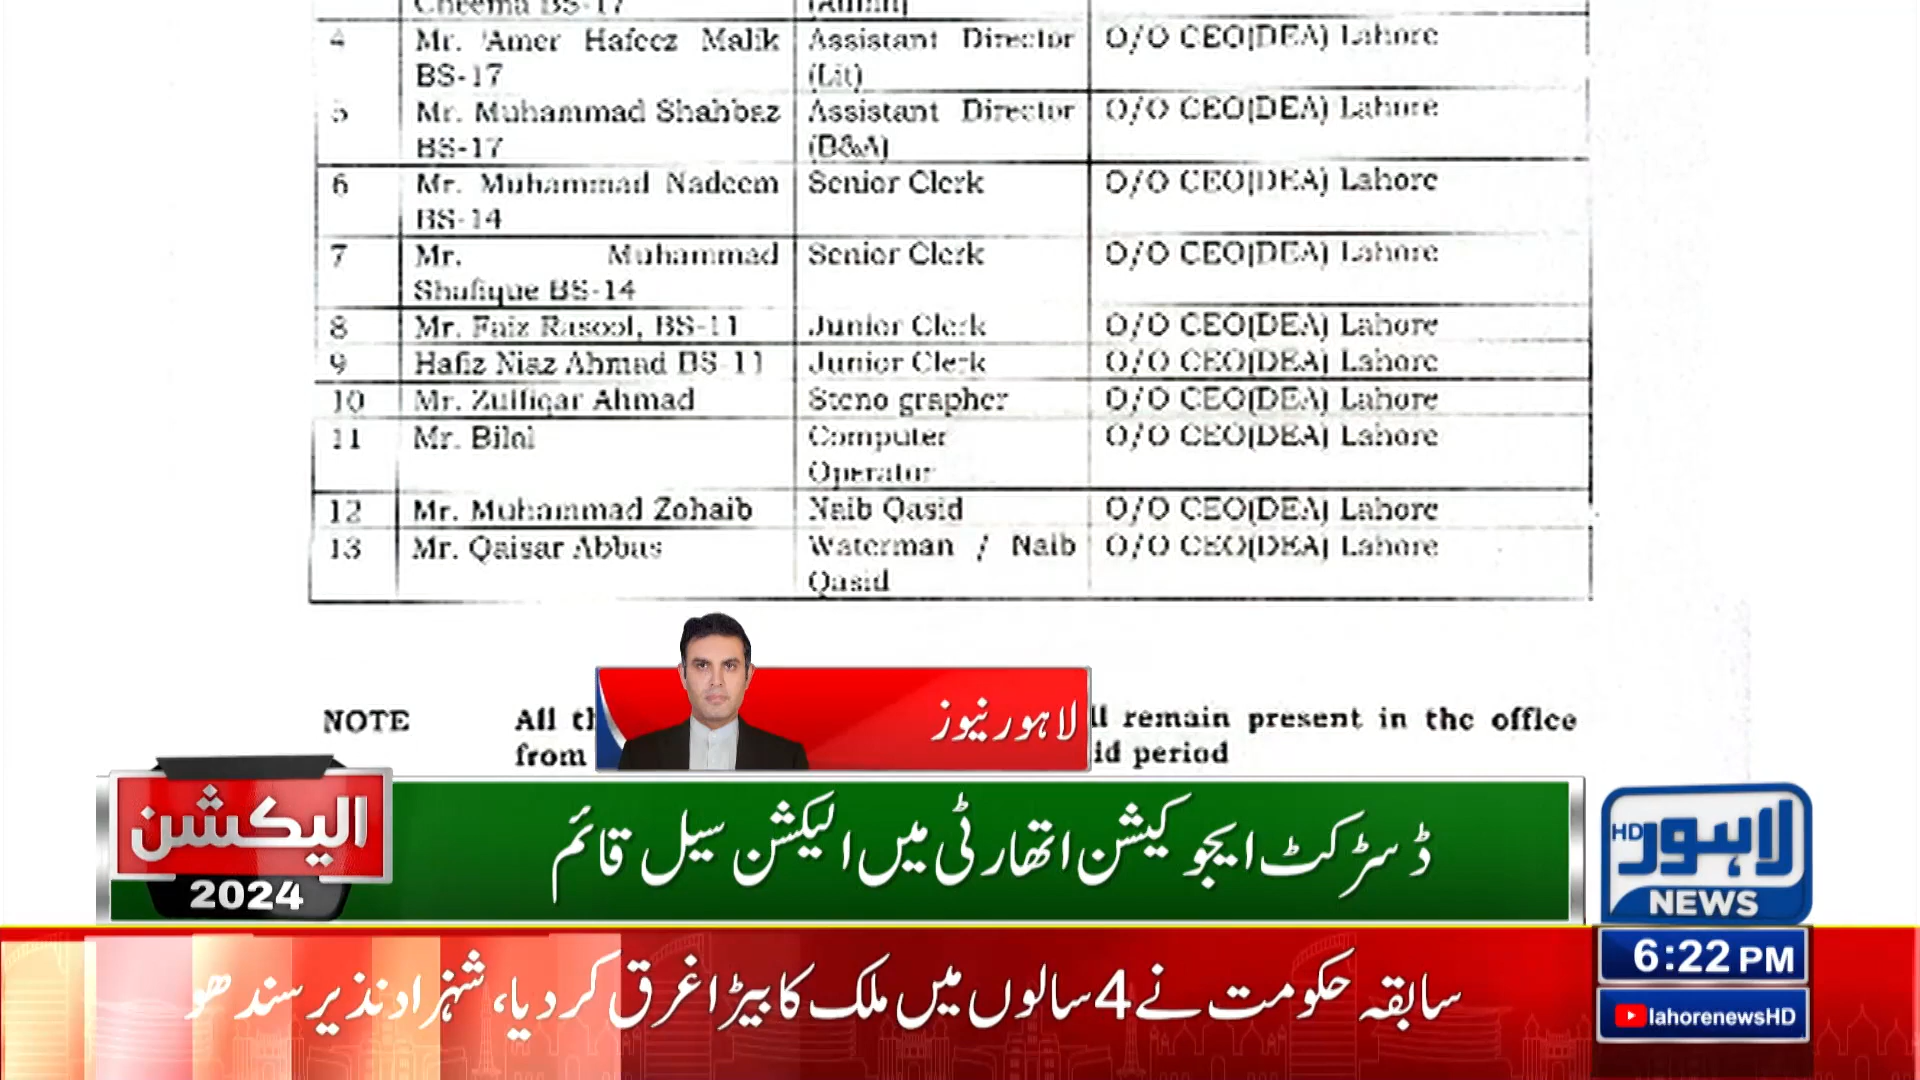 Cheema BS-17 (Admin)
4 Mr. Amer Hafeez Malik BS-17 Assistant Director (Lit) O/O CEO(DEA) Lahore
5 Mr. Muhammad Shahbaz BS-17 Assistant Director (B&A) O/O CEO(DEA) Lahore
6 Mr. Muhammad Nadeem BS-14 Senior Clerk O/O CEO(DEA) Lahore
7 Mr. Muhammad Shafique BS-14 Senior Clerk O/O CEO(DEA) Lahore
8 Mr. Faiz Rasool, BS-11 Junior Clerk O/O CEO(DEA) Lahore
9 Hafiz Niaz Ahmad BS-11 Junior Clerk O/O CEO(DEA) Lahore
10 Mr. Zulfiqar Ahmad Steno grapher O/O CEO(DEA) Lahore
11 Mr. Bilal Computer Operator O/O CEO(DEA) Lahore
12 Mr. Muhammad Zohaib Naib Qasid O/O CEO(DEA) Lahore
13 Mr. Qaisar Abbas Waterman / Naib Qasid O/O CEO(DEA) Lahore
NOTE All remain present in the office
from period
لاہور نیوز
الیکشن
2024
ڈسٹرکٹ ایجوکیشن اتھارٹی میں الیکشن سیل قائم
لاہور HD
NEWS
سابقہ حکومت نے 4 سالوں میں ملک کا بیڑا غرق کر دیا، شہزاد نذیر سندھو
6:22 PM
lahorenewsHD